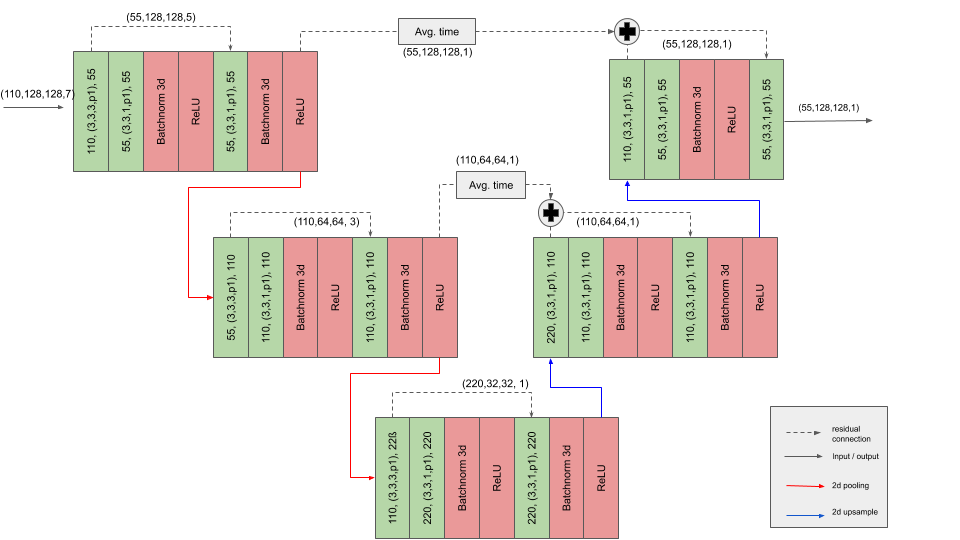 (55,128,128,5)
Avg. time
(55,128,128,1)
(55,128,128,1)
(110,128,128,7)
110, (3,3,3,p1), 55
55, (3,3,1,p1), 55
Batchnorm 3d
ReLU
55, (3,3,1,p1), 55
Batchnorm 3d
ReLU
110, (3,3,1,p1), 55
55, (3,3,1,p1), 55
Batchnorm 3d
ReLU
55, (3,3,1,p1), 55
(55,128,128,1)
(110,64,64,1)
Avg. time
(110,64,64, 3)
(110,64,64,1)
55, (3,3,3,p1), 110
110, (3,3,1,p1), 110
Batchnorm 3d
ReLU
110, (3,3,1,p1), 110
Batchnorm 3d
ReLU
220, (3,3,1,p1), 110
110, (3,3,1,p1), 110
Batchnorm 3d
ReLU
110, (3,3,1,p1), 110
Batchnorm 3d
ReLU
(220,32,32, 1)
110, (3,3,3,p1), 22ß
220, (3,3,1,p1), 220
Batchnorm 3d
ReLU
220, (3,3,1,p1), 220
Batchnorm 3d
ReLU
residual
connection
Input / output
2d pooling
2d upsample